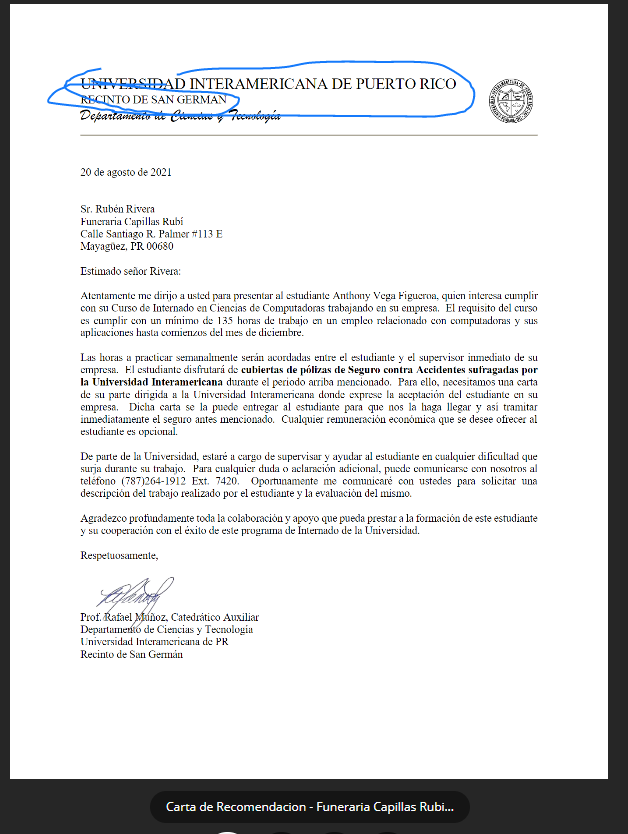 UNIVERSIDAD INTERAMERICANA DE PUERTO RICO
RECINTO DE SAN GERMAN
Departamento de Ciencias y Tecnología
20 de agosto de 2021
Sr. Rubén Rivera
Funeraria Capillas Rubí
Calle Santiago R. Palmer #113 E
Mayagüez, PR 00680
Estimado señor Rivera:
Atentamente me dirijo a usted para presentar al estudiante Anthony Vega Figueroa, quien interesa cumplir
con su Curso de Internado en Ciencias de Computadoras trabajando en su empresa. El requisito del curso
es cumplir con un mínimo de 135 horas de trabajo en un empleo relacionado con computadoras y sus
aplicaciones hasta comienzos del mes de diciembre.
Las horas a practicar semanalmente serán acordadas entre el estudiante y el supervisor inmediato de su
empresa. El estudiante disfrutará de cubiertas de pólizas de Seguro contra Accidentes sufragadas por
la Universidad Interamericana durante el periodo arriba mencionado. Para ello, necesitamos una carta
de su parte dirigida a la Universidad Interamericana donde exprese la aceptación del estudiante en su
empresa. Dicha carta se la puede entregar al estudiante para que nos la haga llegar y así tramitar
inmediatamente el seguro antes mencionado. Cualquier remuneración económica que se desee ofrecer al
estudiante es opcional.
De parte de la Universidad, estaré a cargo de supervisar y ayudar al estudiante en cualquier dificultad que
surja durante su trabajo. Para cualquier duda o aclaración adicional, puede comunicarse con nosotros al
teléfono (787)264-1912 Ext. 7420. Oportunamente me comunicaré con ustedes para solicitar una
descripción del trabajo realizado por el estudiante y la evaluación del mismo.
Agradezco profundamente toda la colaboración y apoyo que pueda prestar a la formación de este estudiante
y su cooperación con el éxito de este programa de Internado de la Universidad.
Respetuosamente,
Prof. Rafael Muñoz, Catedrático Auxiliar
Departamento de Ciencias y Tecnología
Universidad Interamericana de PR
Recinto de San Germán
Carta de Recomendacion - Funeraria Capillas Rubi...